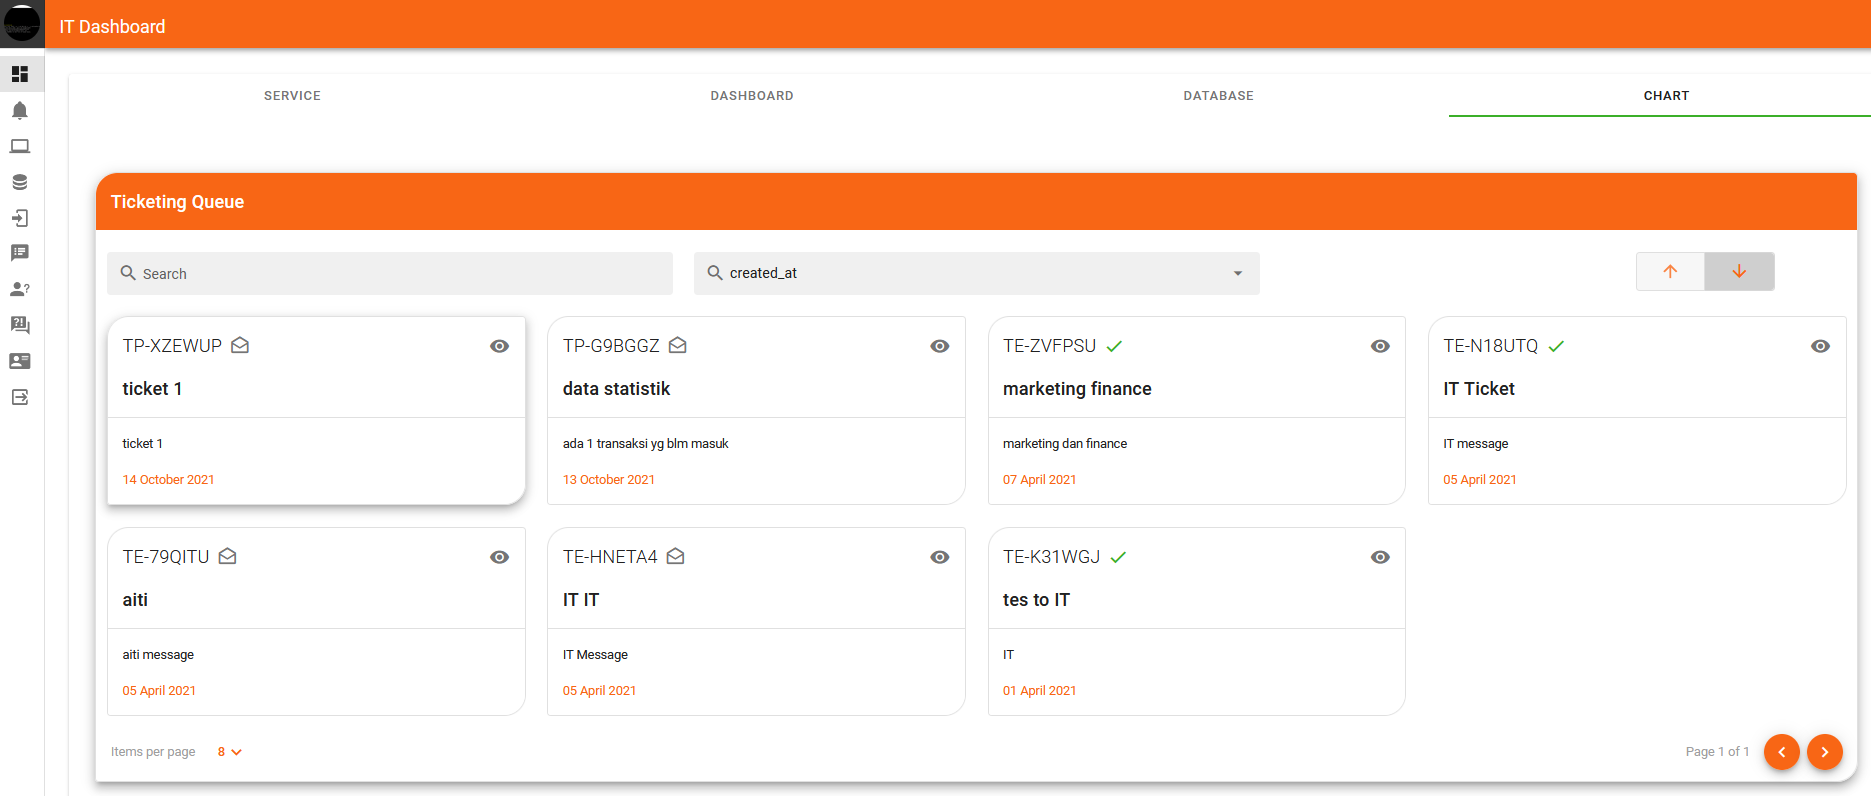 IT Dashboard
SERVICE
DASHBOARD
DATABASE
CHART
Ticketing Queue
Search
created_at
TP-XZEWUP
ticket 1
ticket 1
14 October 2021
TP-G9BGGZ
data statistik
ada 1 transaksi yg blm masuk
13 October 2021
TE-ZVFPSU
marketing finance
marketing dan finance
07 April 2021
TE-N18UTQ
IT Ticket
IT message
05 April 2021
TE-79QITU
aiti
aiti message
05 April 2021
TE-HNETA4
IT IT
IT Message
05 April 2021
TE-K31WGJ
tes to IT
IT
01 April 2021
Items per page 8
Page 1 of 1